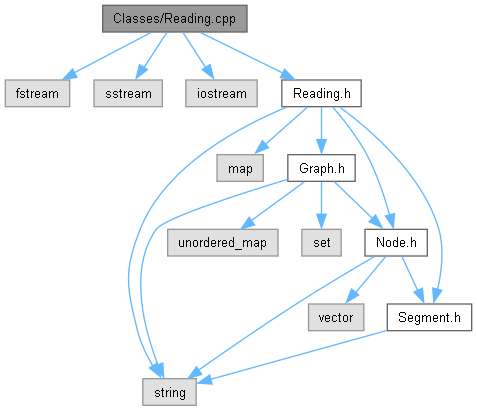 Classes/Reading.cpp
fstream
sstream
iostream
Reading.h
map
Graph.h
unordered_map
set
Node.h
vector
Segment.h
string